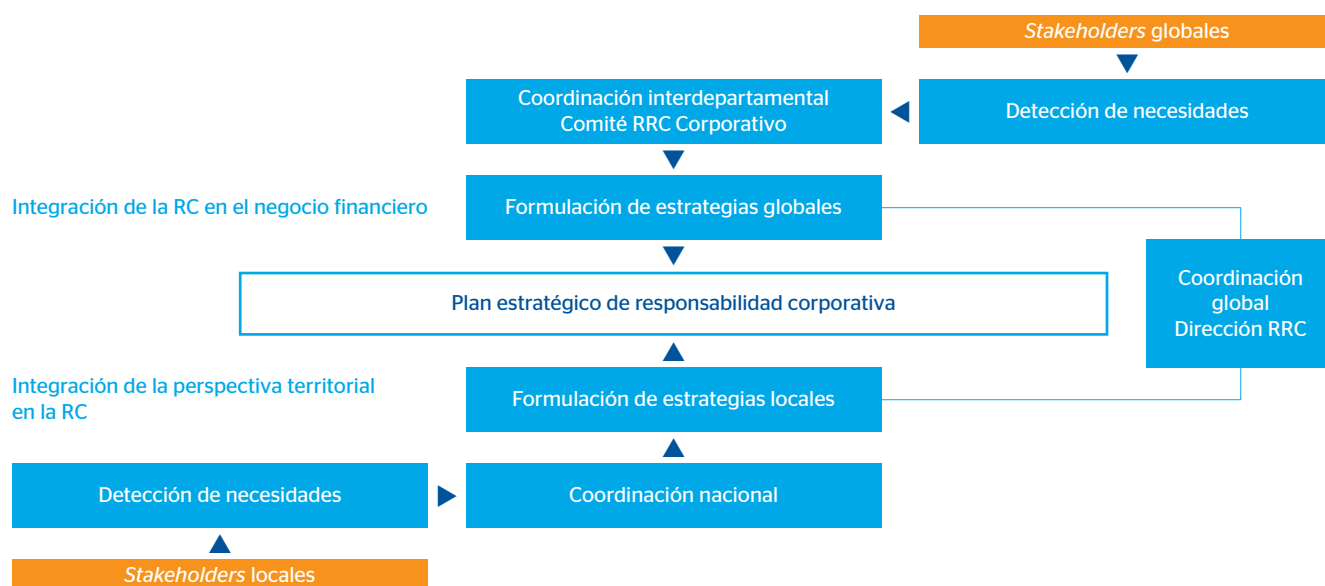 Stakeholders globales
Coordinación interdepartamental
Comité RRC Corporativo
Detección de necesidades
Integración de la RC en el negocio financiero
Formulación de estrategias globales
Coordinación
global
Dirección RRC
Plan estratégico de responsabilidad corporativa
Integración de la perspectiva territorial
en la RC
Formulación de estrategias locales
Detección de necesidades
Coordinación nacional
Stakeholders locales